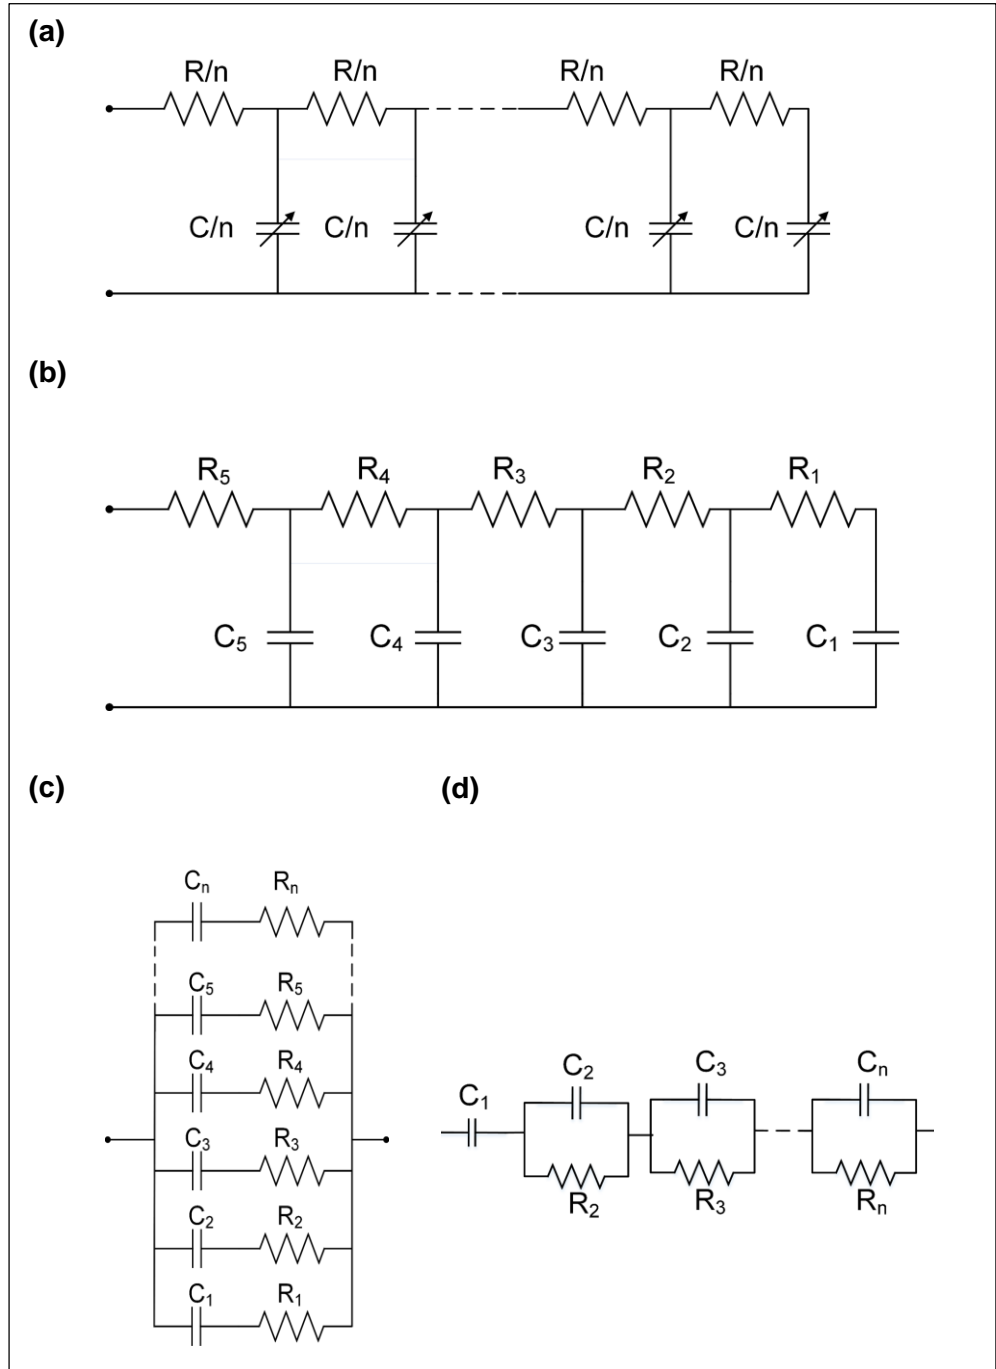 (a)
R/n R/n R/n R/n
C/n C/n C/n C/n
(b)
R₅ R₄ R₃ R₂ R₁
C₅ C₄ C₃ C₂ C₁
(c) (d)
Cₙ Rₙ
C₅ R₅
C₄ R₄
C₃ R₃
C₂ R₂
C₁ R₁
C₁ C₂ C₃ Cₙ
R₂ R₃ Rₙ